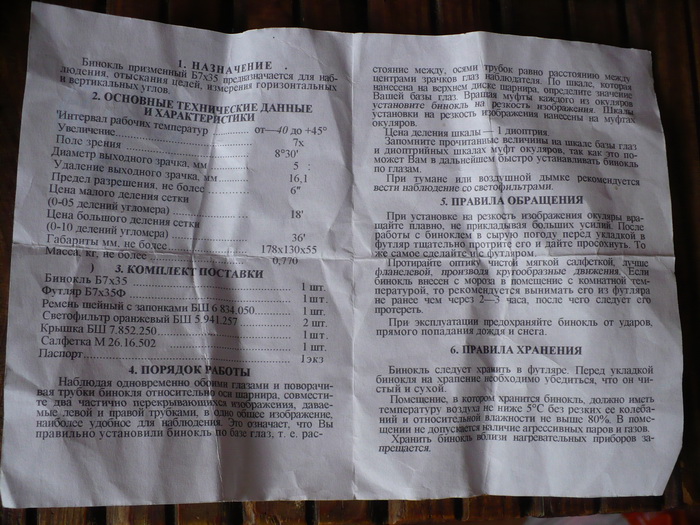 1. НАЗНАЧЕНИЕ
Бинокль призменный Б7х35 предназначается для наб-
людения, отыскания целей, измерения горизонтальных
и вертикальных углов.
2. ОСНОВНЫЕ ТЕХНИЧЕСКИЕ ДАННЫЕ
И ХАРАКТЕРИСТИКИ
Интервал рабочих температур от—40 до +45°
Увеличение 7х
Поле зрения 8°30'
Диаметр выходного зрачка, мм 5
Удаление выходного зрачка, мм 16,1
Предел разрешения, не более 6"
Цена малого деления сетки
(0-05 делений угломера) 18'
Цена большого деления сетки
(0-10 делений угломера) 36'
Габариты мм, не более 178х130х55
Масса, кг, не более 0,770
)
3. КОМПЛЕКТ ПОСТАВКИ
Бинокль Б7х35 1 шт.
Футляр Б7х35Ф 1 шт.
Ремень шейный с запонками БШ 6 834.050 1 шт.
Светофильтр оранжевый БШ 5 941.257 2 шт.
Крышка БШ 7.852.250 1 шт.
Салфетка М 26.16.502 1 шт.
Паспорт 1 экз
4. ПОРЯДОК РАБОТЫ
Наблюдая одновременно обоими глазами и поворачи-
вая трубки бинокля относительно оси шарнира, совмести-
те два частично перекрывающихся изображения, давае-
мые левой и правой трубками, в одно общее изображение,
наиболее удобное для наблюдения. Это означает, что Вы
правильно установили бинокль по базе глаз, т. е. рас-
стояние между, осями трубок равно расстоянию между
центрами зрачков глаз наблюдателя. По шкале, которая
нанесена на верхнем диске шарнира, определите значение
Вашей базы глаз. Вращая муфты каждого из окуляров
установите бинокль на резкость изображения. Шкалы
установки на резкость изображения нанесены на муфтах
окуляров.
Цена деления шкалы — 1 диоптрия.
Запомните прочитанные величины на шкале базы глаз
и диоптрийных шкалах муфт окуляров, так как это по-
может Вам в дальнейшем быстро устанавливать бинокль
по глазам.
При тумане или воздушной дымке рекомендуется
вести наблюдение со светофильтрами.
5. ПРАВИЛА ОБРАЩЕНИЯ
При установке на резкость изображения окуляры вра-
щайте плавно, не прикладывая больших усилий. После
работы с биноклем в сырую погоду перед укладкой в
футляр тщательно протрите его и дайте просохнуть. То
же самое сделайте и с футляром.
Протирайте оптику чистой мягкой салфеткой, лучше
фланелевой, производя кругообразные движения. Если
бинокль внесен с мороза в помещение с комнатной тем-
пературой, то рекомендуется вынимать его из футляра
не ранее чем через 2—3 часа, после чего следует его
протереть.
При эксплуатации предохраняйте бинокль от ударов,
прямого попадания дождя и снега.
6. ПРАВИЛА ХРАНЕНИЯ
Бинокль следует хранить в футляре. Перед укладкой
бинокля на хранение необходимо убедиться, что он чи-
стый и сухой.
Помещение, в котором хранится бинокль, должно иметь
температуру воздуха не ниже 5°С без резких ее колеба-
ний и относительной влажности не выше 80%. В поме-
щении не допускается наличие агрессивных паров и газов.
Хранить бинокль вблизи нагревательных приборов за-
прещается.